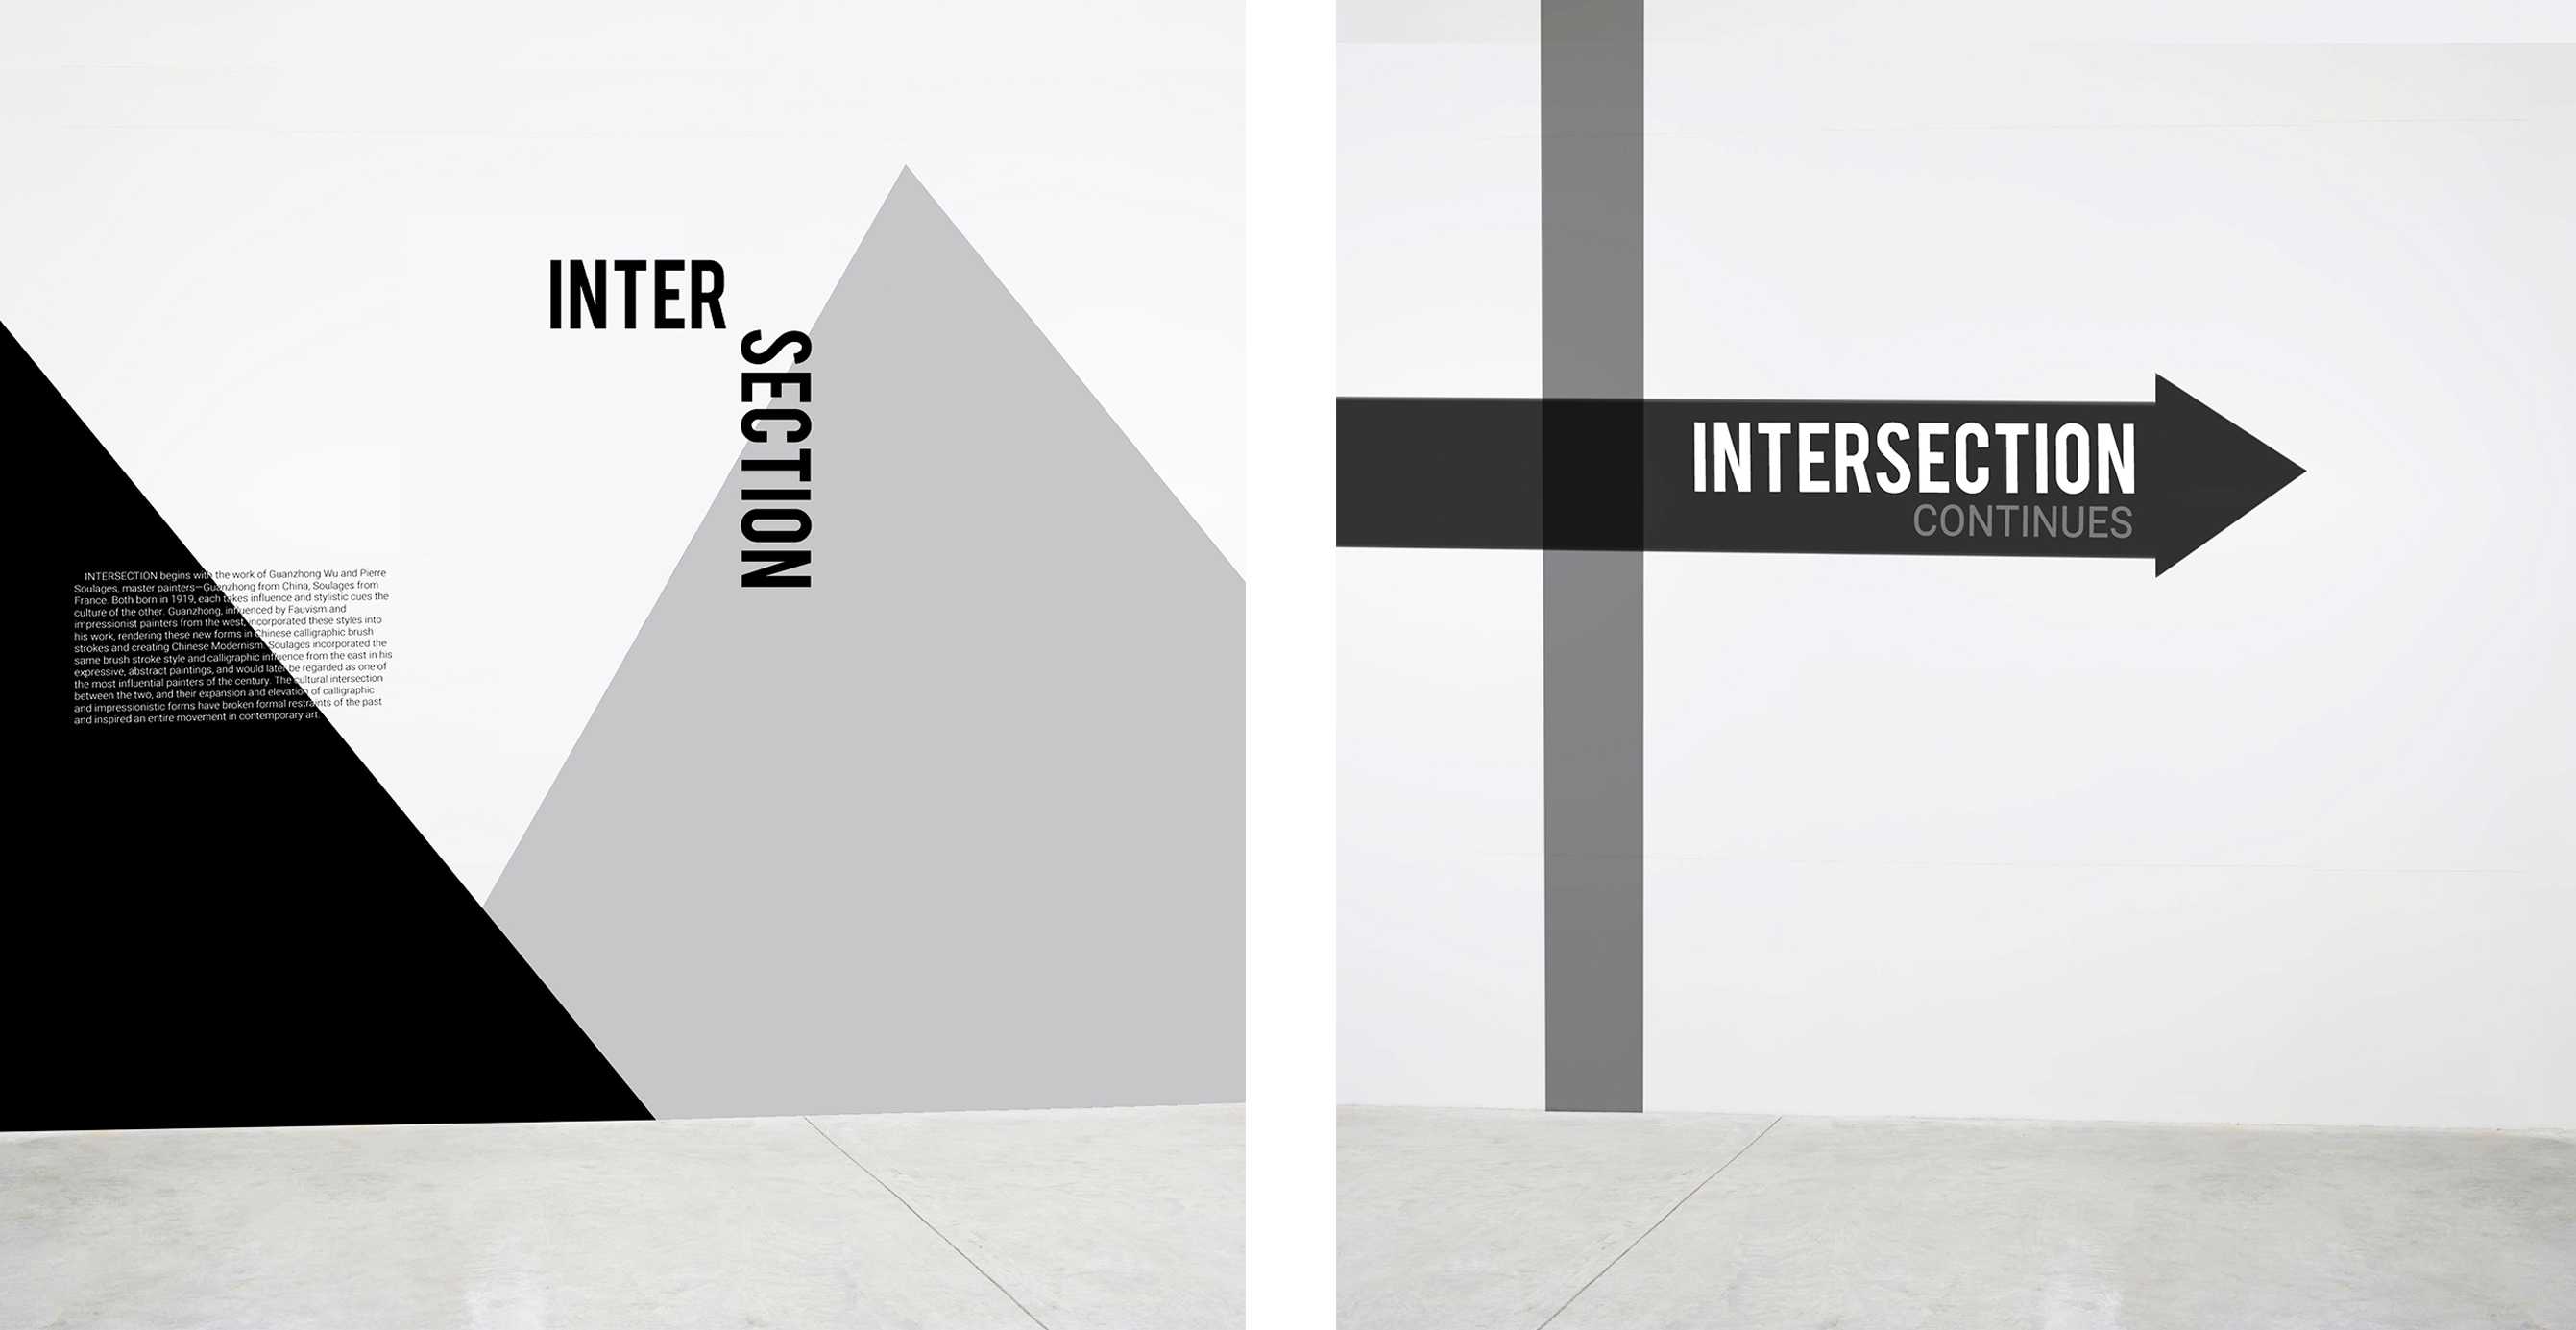 INTER
SECTION
INTERSECTION begins with the work of Guanzhong Wu and Pierre
Soulages, master painters—Guanzhong from China, Soulages from
France. Both born in 1919, each takes influence and stylistic cues the
culture of the other. Guanzhong, influenced by Fauvism and
impressionist painters from the west, incorporated these styles into
his work, rendering these new forms in Chinese calligraphic brush
strokes and creating Chinese Modernism. Soulages incorporated the
same brush stroke style and calligraphic influence from the east in his
expressive, abstract paintings, and would later be regarded as one of
the most influential painters of the century. The cultural intersection
between the two, and their expansion and elevation of calligraphic
and impressionistic forms have broken formal restraints of the past
and inspired an entire movement in contemporary art.
INTERSECTION
CONTINUES